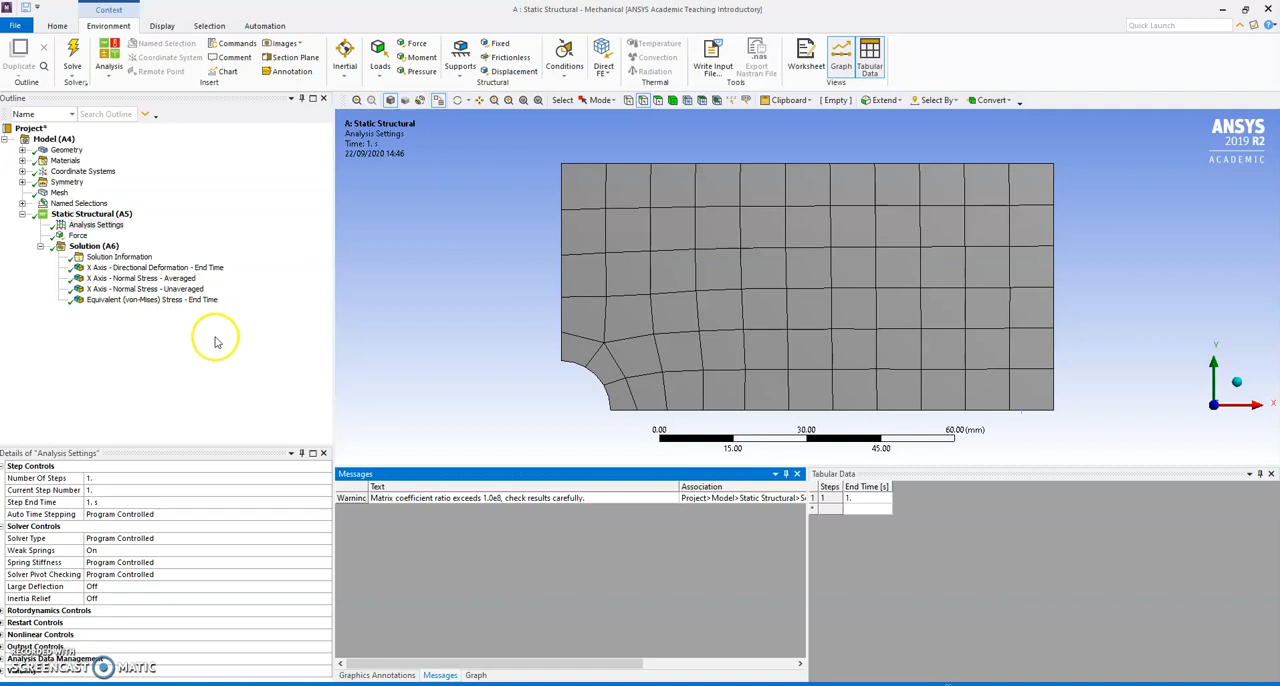 Context
A : Static Structural - Mechanical [ANSYS Academic Teaching Introductory]
File Home Environment Display Selection Automation
Quick Launch
Duplicate Solve Analysis Named Selection Commands Images Inertial Loads Force Supports Fixed Conditions Direct FE Temperature Write Input File... Export Nastran File Worksheet Graph Tabular Data
Coordinate System Comment Section Plane Moment Frictionless Convection
Remote Point Chart Annotation Pressure Displacement Radiation
Outline Solver Insert Structural Thermal Tools Views
Outline
Name Search Outline
Select Mode Clipboard [ Empty ] Extend Select By Convert
Project*
Model (A4)
Geometry
Materials
Coordinate Systems
Symmetry
Mesh
Named Selections
Static Structural (A5)
Analysis Settings
Force
Solution (A6)
Solution Information
X Axis - Directional Deformation - End Time
X Axis - Normal Stress - Averaged
X Axis - Normal Stress - Unaveraged
Equivalent (von-Mises) Stress - End Time
A: Static Structural
Analysis Settings
Time: 1. s
22/09/2020 14:46
ANSYS
2019 R2
ACADEMIC
Y
X
0.00 30.00 60.00 (mm)
15.00 45.00
Details of "Analysis Settings"
Step Controls
Number Of Steps 1.
Current Step Number 1.
Step End Time 1. s
Auto Time Stepping Program Controlled
Solver Controls
Solver Type Program Controlled
Weak Springs On
Spring Stiffness Program Controlled
Solver Pivot Checking Program Controlled
Large Deflection Off
Inertia Relief Off
Rotordynamics Controls
Restart Controls
Nonlinear Controls
Output Controls
Analysis Data Management
RECORDED WITH
SCREENCAST MATIC
Messages
Text Association
Warninc Matrix coefficient ratio exceeds 1.0e8, check results carefully. Project>Model>Static Structural>S
Graphics Annotations Messages Graph
Tabular Data
Steps End Time [s]
1 1 1.
*